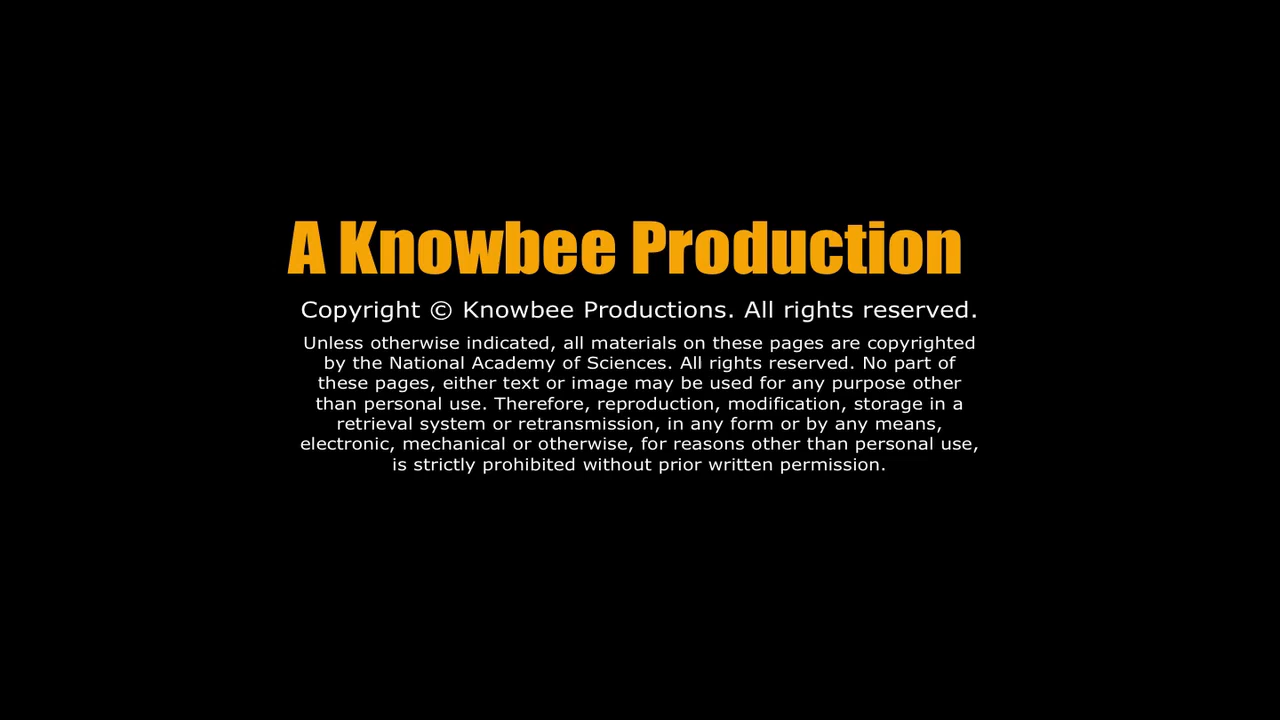 A Knowbee Production
Copyright © Knowbee Productions. All rights reserved.
Unless otherwise indicated, all materials on these pages are copyrighted
by the National Academy of Sciences. All rights reserved. No part of
these pages, either text or image may be used for any purpose other
than personal use. Therefore, reproduction, modification, storage in a
retrieval system or retransmission, in any form or by any means,
electronic, mechanical or otherwise, for reasons other than personal use,
is strictly prohibited without prior written permission.